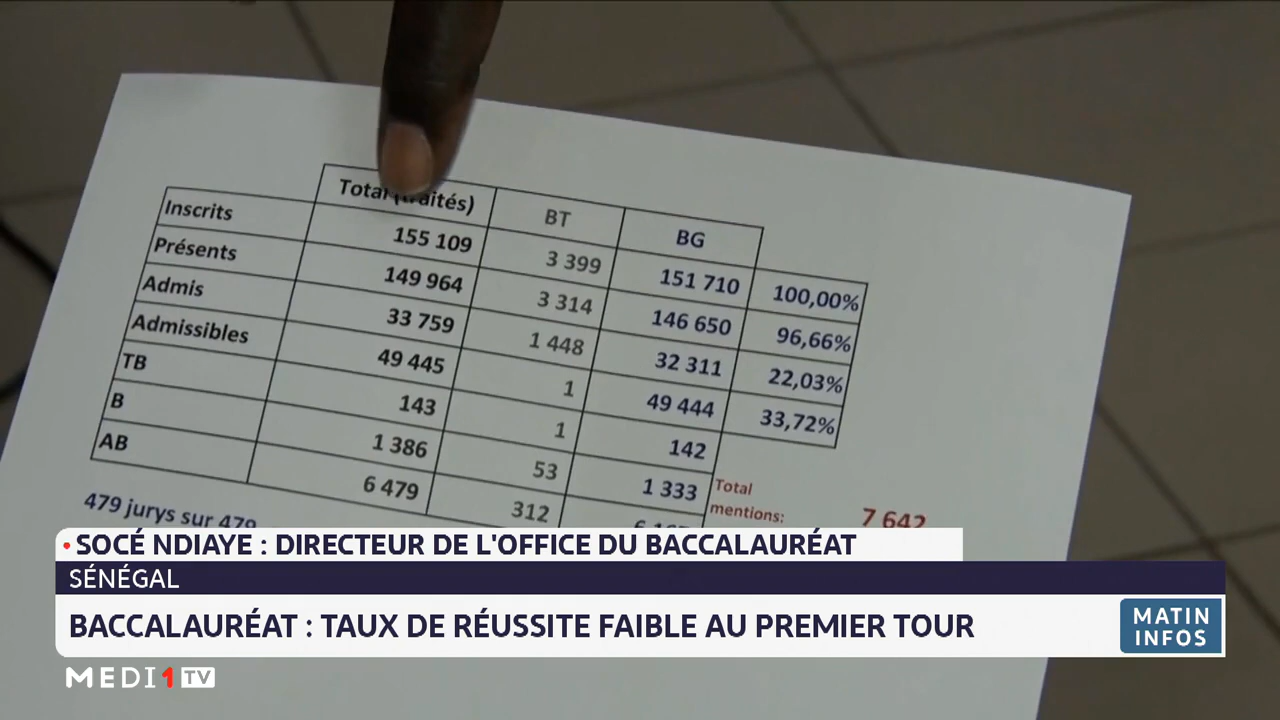 Total (traités) BT BG
Inscrits 155 109 3 399 151 710 100,00%
Présents 149 964 3 314 146 650 96,66%
Admis 33 759 1 448 32 311 22,03%
Admissibles 49 445 1 49 444 33,72%
TB 143 1 142
B 1 386 53 1 333
AB 6 479 312
Total
mentions: 7 642
479 jurys sur 479
• SOCÉ NDIAYE : DIRECTEUR DE L'OFFICE DU BACCALAURÉAT
SÉNÉGAL
BACCALAURÉAT : TAUX DE RÉUSSITE FAIBLE AU PREMIER TOUR
MATIN
INFOS
MEDI1 TV